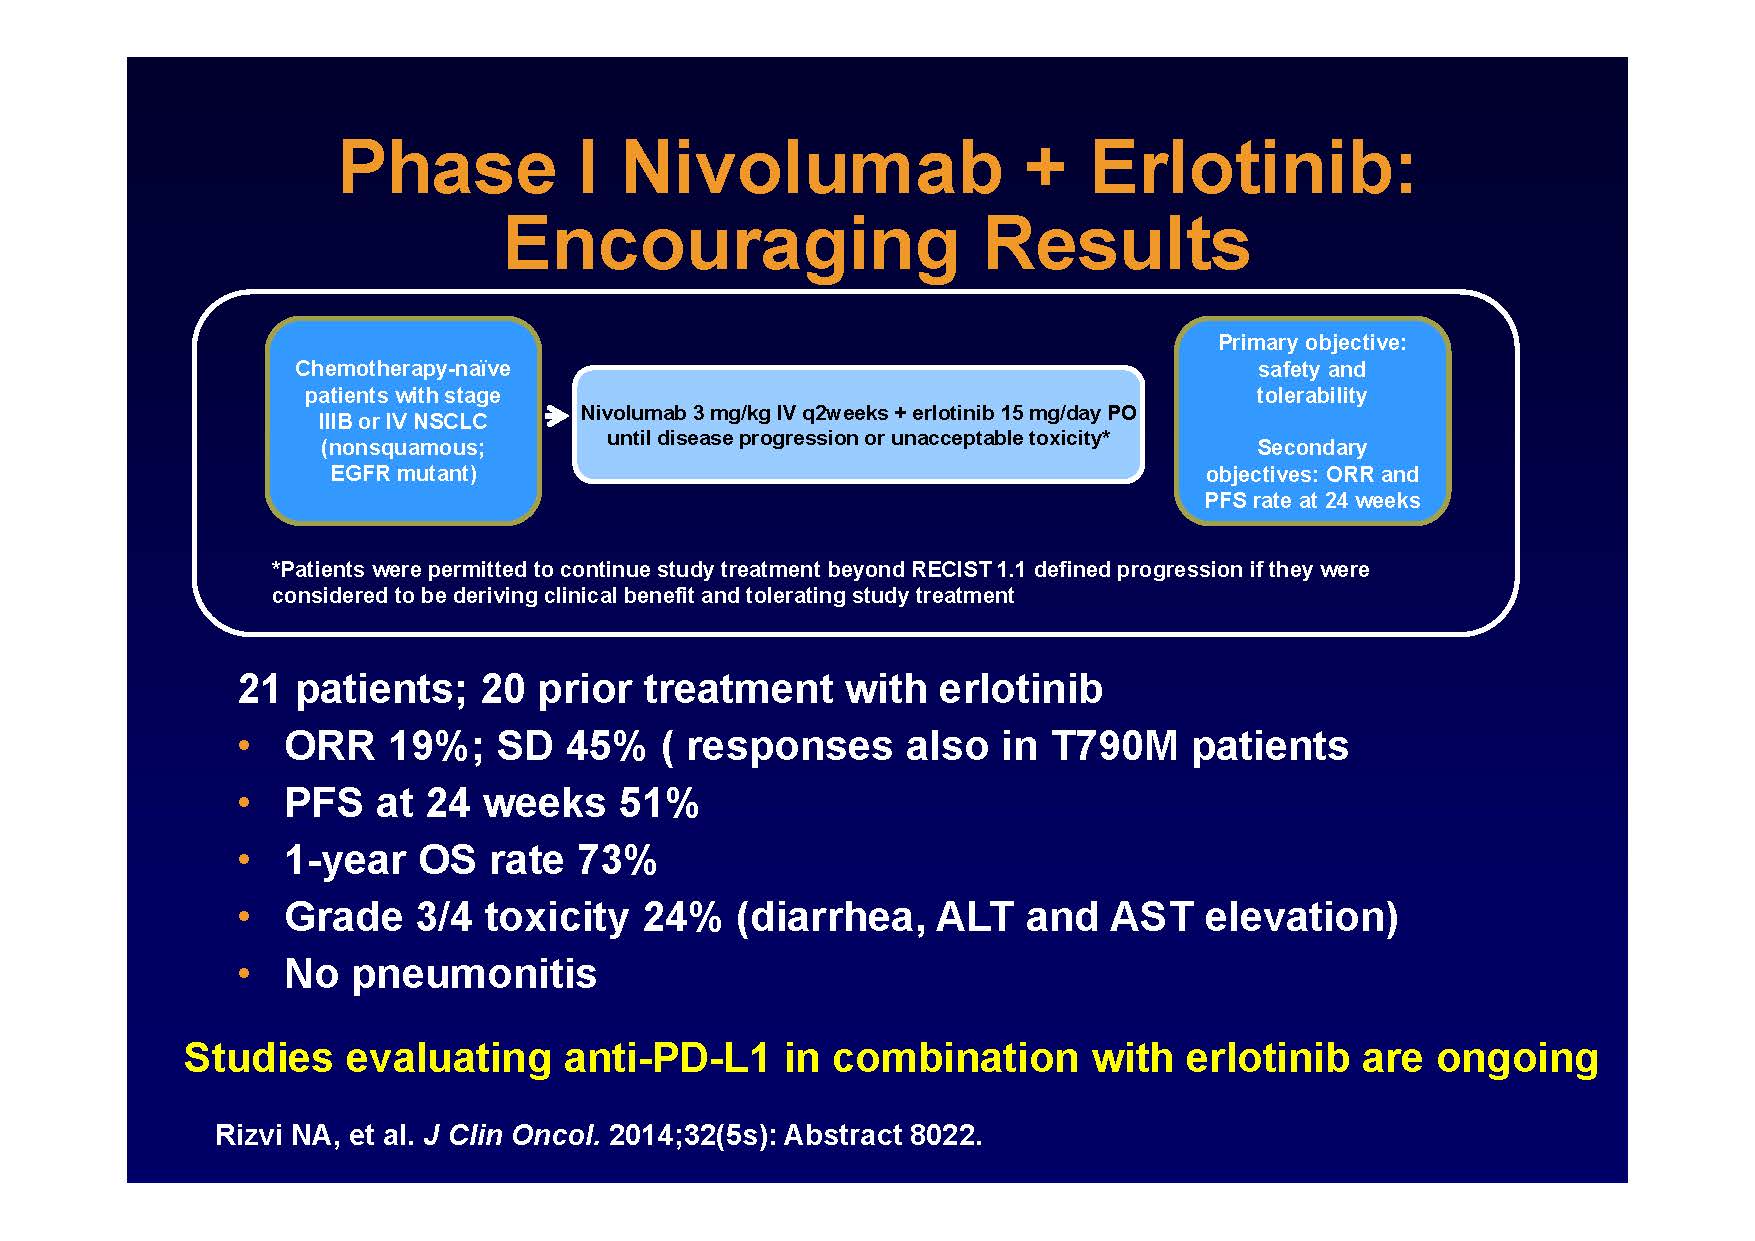 Phase I Nivolumab + Erlotinib:
Encouraging Results
Chemotherapy-naïve
patients with stage
IIIB or IV NSCLC
(nonsquamous;
EGFR mutant)
Nivolumab 3 mg/kg IV q2weeks + erlotinib 15 mg/day PO
until disease progression or unacceptable toxicity*
Primary objective:
safety and
tolerability
Secondary
objectives: ORR and
PFS rate at 24 weeks
*Patients were permitted to continue study treatment beyond RECIST 1.1 defined progression if they were
considered to be deriving clinical benefit and tolerating study treatment
21 patients; 20 prior treatment with erlotinib
• ORR 19%; SD 45% ( responses also in T790M patients
• PFS at 24 weeks 51%
• 1-year OS rate 73%
• Grade 3/4 toxicity 24% (diarrhea, ALT and AST elevation)
• No pneumonitis
Studies evaluating anti-PD-L1 in combination with erlotinib are ongoing
Rizvi NA, et al. J Clin Oncol. 2014;32(5s): Abstract 8022.